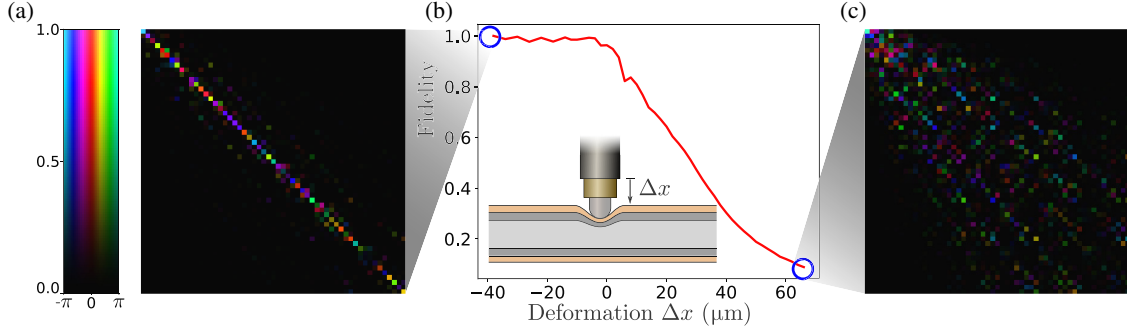 (a)
1.0
0.5
0.0
-π 0 π
(b)
Fidelity
1.0
0.8
0.6
0.4
0.2
Δx
−40 −20 0 20 40 60
Deformation Δx (μm)
(c)